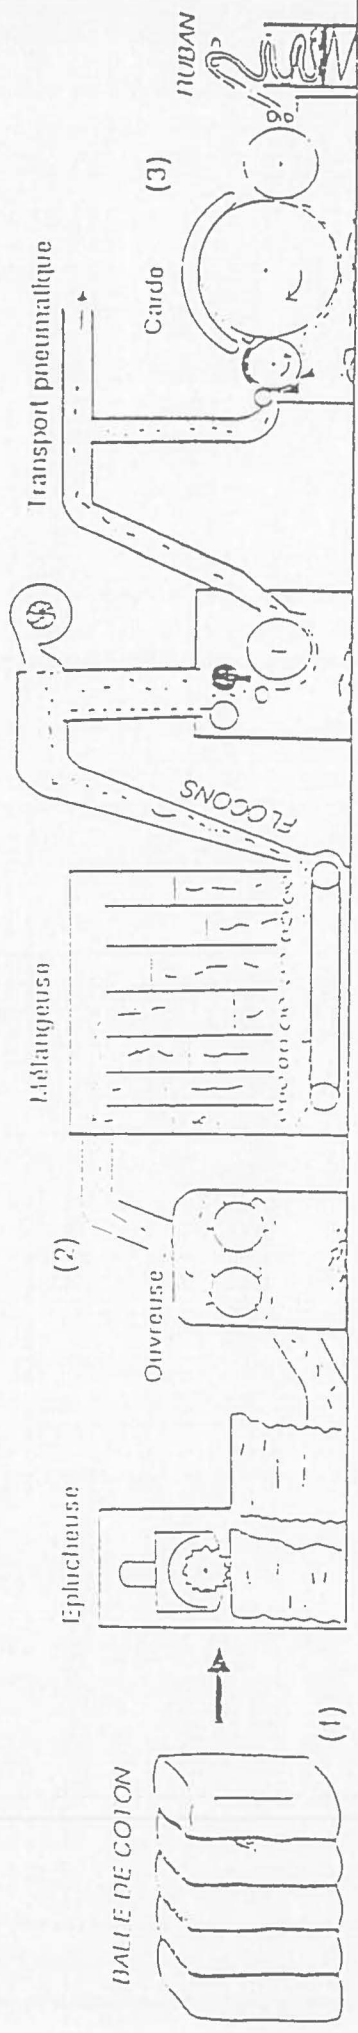 BALLE DE COTON
(1)
Eplucheuse
Ouvreuse
(2)
Mélangeuse
FLOCONS
Transport pneumatique
Carde
(3)
RUBAN